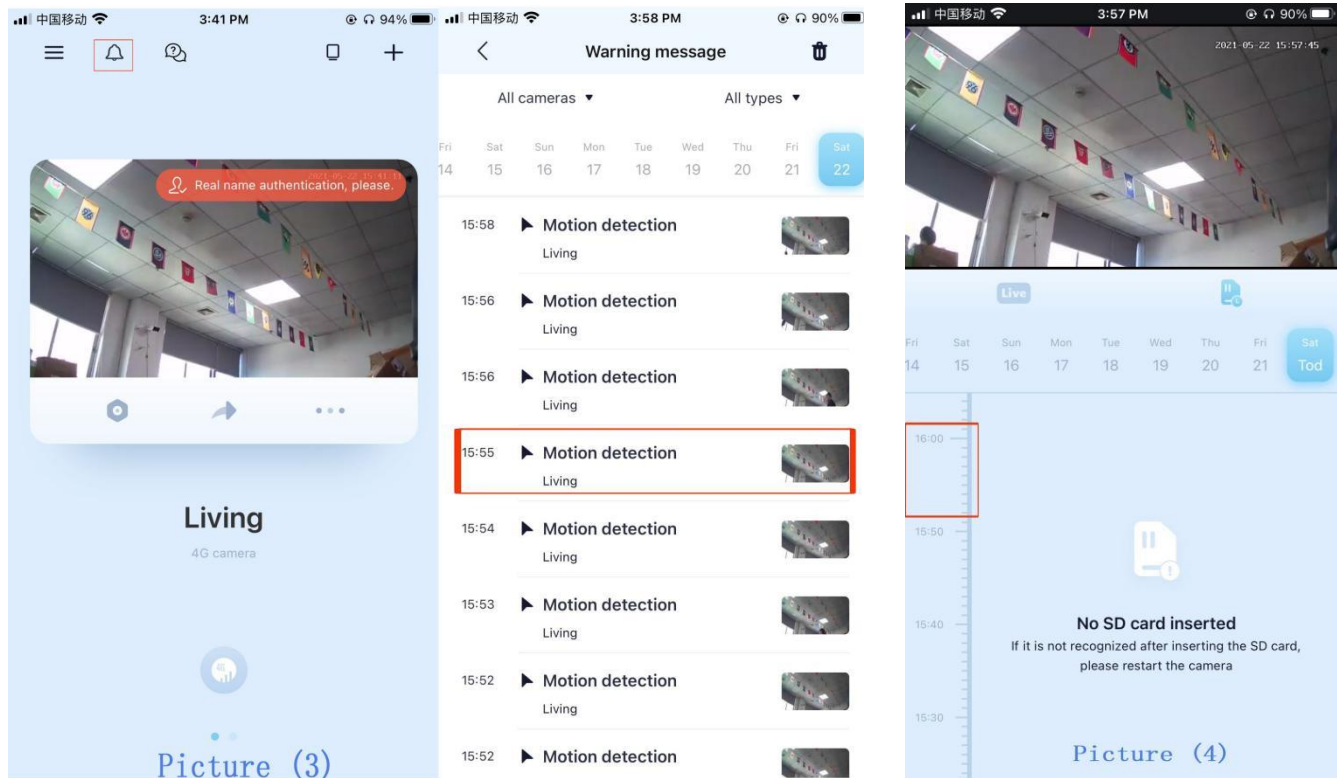 中国移动
3:41 PM
94%
2021-05-22 15:41:31
Real name authentication, please.
Living
4G camera
4G
Picture (3)
中国移动
3:58 PM
90%
Warning message
All cameras ▼
All types ▼
Fri Sat Sun Mon Tue Wed Thu Fri Sat
14 15 16 17 18 19 20 21 22
15:58 Motion detection
Living
15:56 Motion detection
Living
15:56 Motion detection
Living
15:55 Motion detection
Living
15:54 Motion detection
Living
15:53 Motion detection
Living
15:52 Motion detection
Living
15:52 Motion detection
中国移动
3:57 PM
90%
2021-05-22 15:57:45
Live
Fri Sat Sun Mon Tue Wed Thu Fri Sat
14 15 16 17 18 19 20 21 Tod
16:00
15:50
15:40
15:30
No SD card inserted
If it is not recognized after inserting the SD card,
please restart the camera
Picture (4)